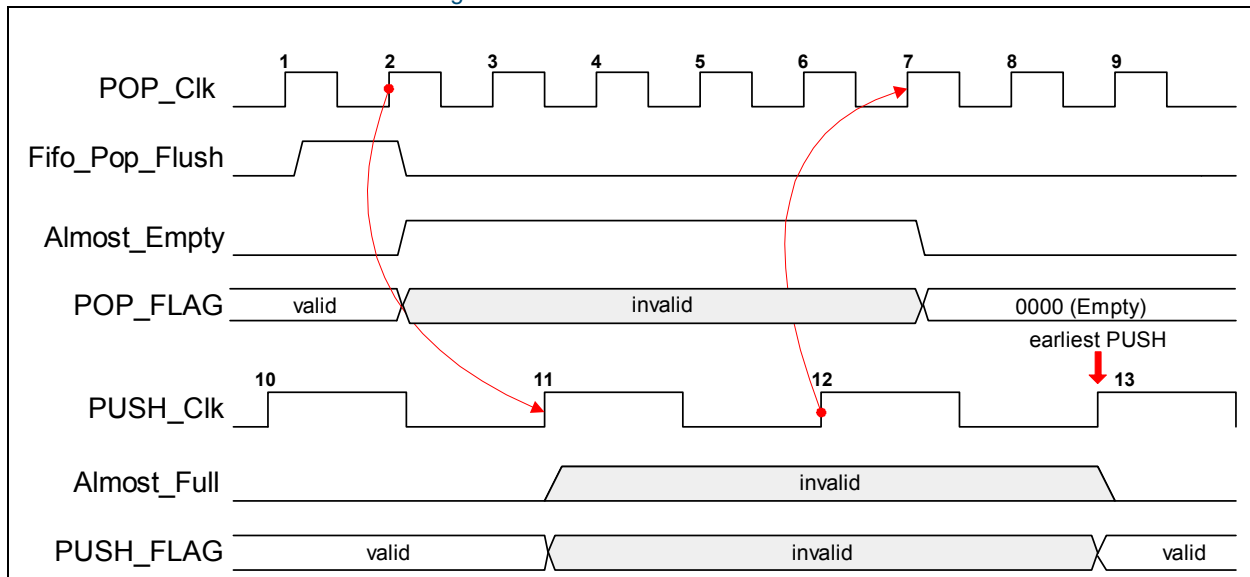 1 2 3 4 5 6 7 8 9
POP_Clk
Fifo_Pop_Flush
Almost_Empty
POP_FLAG valid invalid 0000 (Empty)
earliest PUSH
10 11 12 13
PUSH_Clk
Almost_Full invalid
PUSH_FLAG valid invalid valid